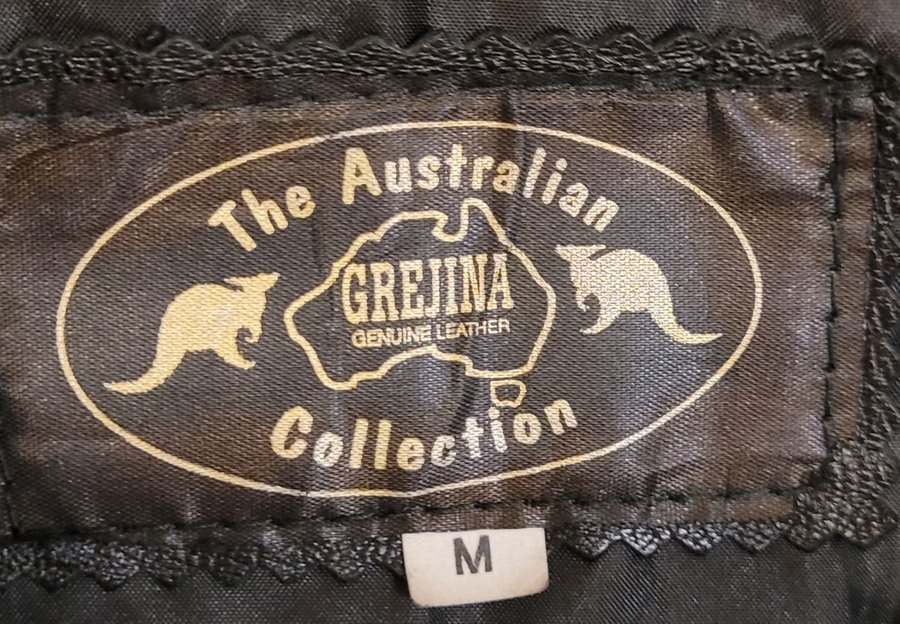 The Australian
GREJINA
GENUINE LEATHER
Collection
M